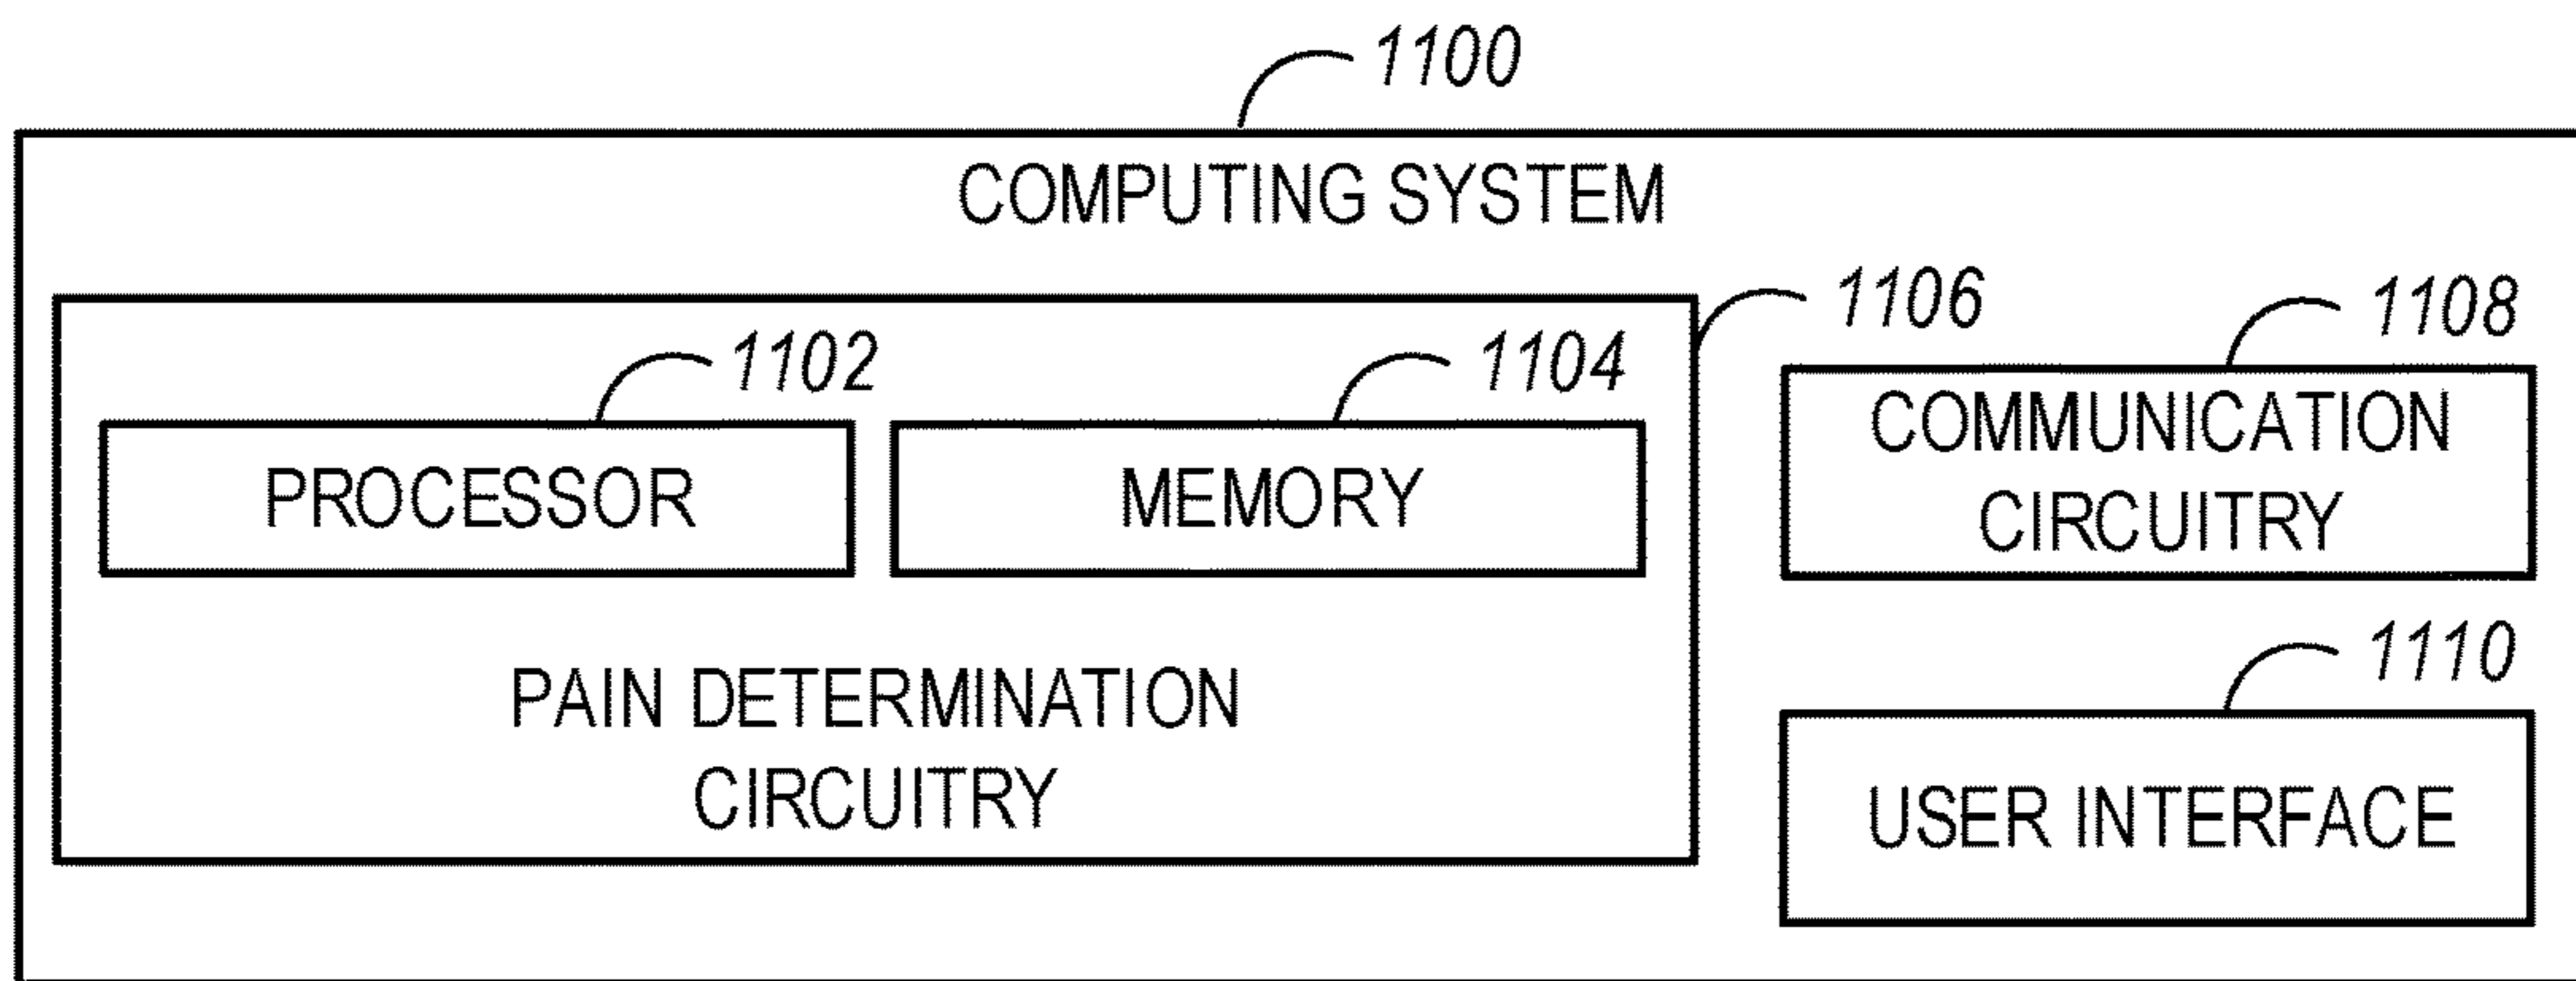 1100
COMPUTING SYSTEM
1106
1108
1102
1104
COMMUNICATION
CIRCUITRY
PROCESSOR
MEMORY
1110
PAIN DETERMINATION
CIRCUITRY
USER INTERFACE